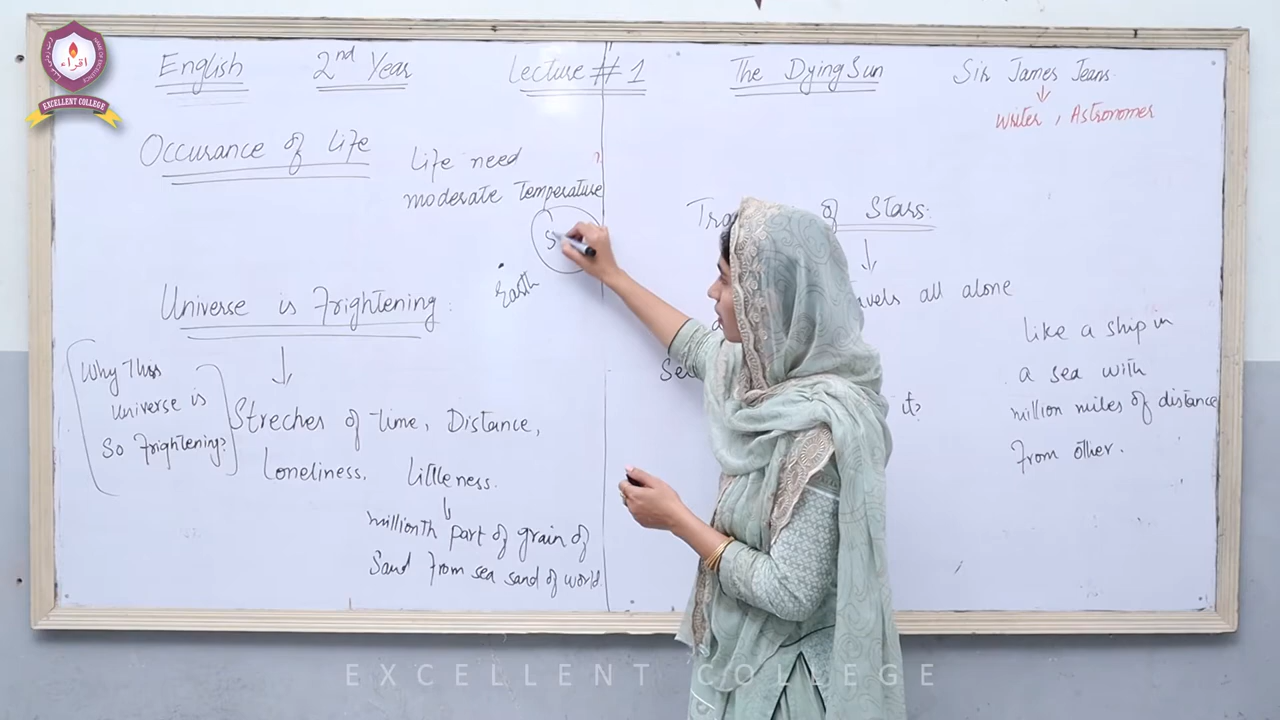 English 2nd Year Lecture # 1 The Dying Sun Sir James Jeans
Writer, Astronomer
EXCELLENT COLLEGE
Occurance of Life
Life need
moderate Temperature
S
Earth
Universe is Frightening:
Why This
Universe is
So Frightening?
Streches of Time, Distance,
Loneliness, Littleness.
millionth part of grain of
Sand from sea sand of world
of Stars:
all alone
it?
Like a ship in
a sea with
million miles of distance
From other.
EXCELLENT COLLEGE